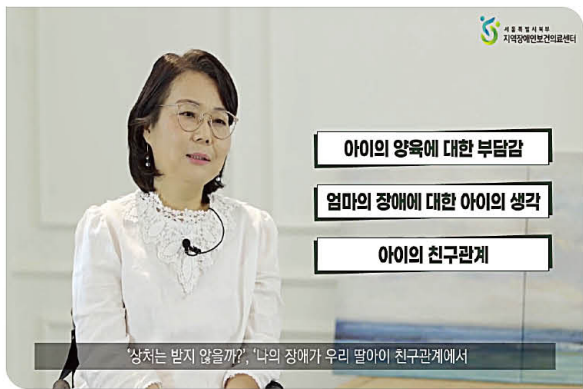 서울특별시북부
지역장애인보건의료센터
아이의 양육에 대한 부담감
엄마의 장애에 대한 아이의 생각
아이의 친구관계
'상처는 받지 않을까?', '나의 장애가 우리 딸아이 친구관계에서